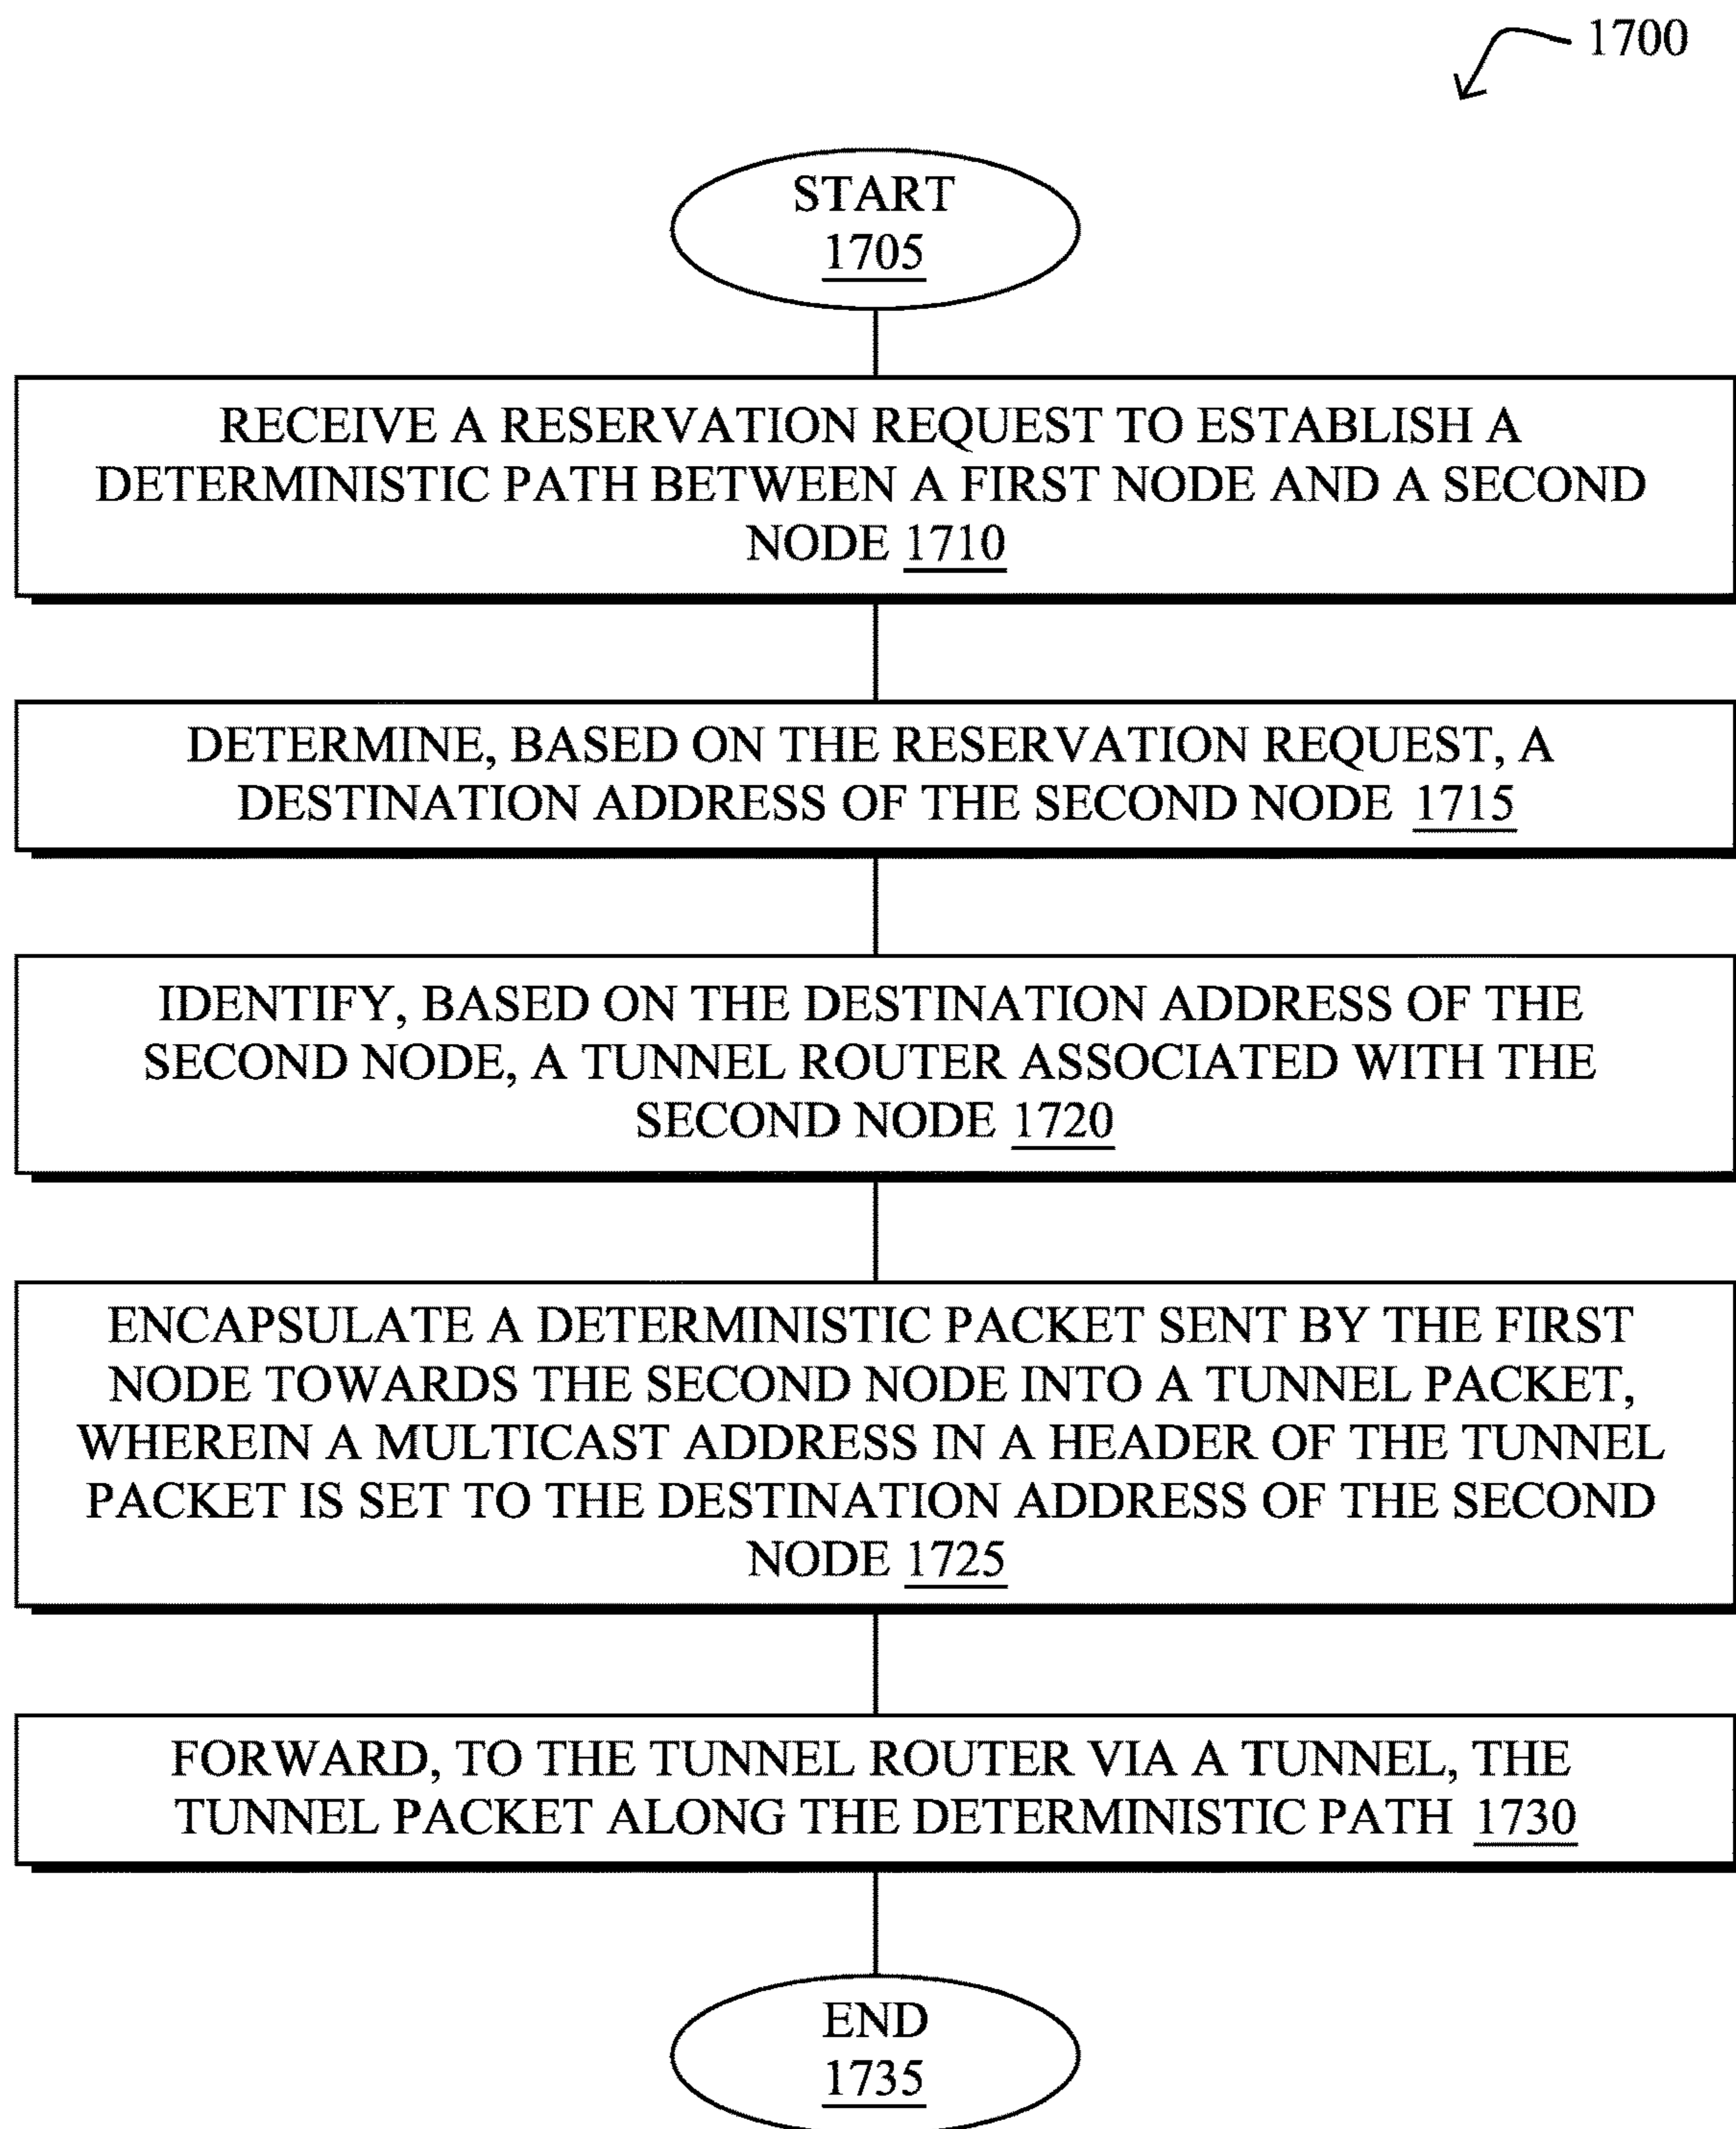 1700
START
1705
RECEIVE A RESERVATION REQUEST TO ESTABLISH A
DETERMINISTIC PATH BETWEEN A FIRST NODE AND A SECOND
NODE 1710
DETERMINE, BASED ON THE RESERVATION REQUEST, A
DESTINATION ADDRESS OF THE SECOND NODE 1715
IDENTIFY, BASED ON THE DESTINATION ADDRESS OF THE
SECOND NODE, A TUNNEL ROUTER ASSOCIATED WITH THE
SECOND NODE 1720
ENCAPSULATE A DETERMINISTIC PACKET SENT BY THE FIRST
NODE TOWARDS THE SECOND NODE INTO A TUNNEL PACKET,
WHEREIN A MULTICAST ADDRESS IN A HEADER OF THE TUNNEL
PACKET IS SET TO THE DESTINATION ADDRESS OF THE SECOND
NODE 1725
FORWARD, TO THE TUNNEL ROUTER VIA A TUNNEL, THE
TUNNEL PACKET ALONG THE DETERMINISTIC PATH 1730
END
1735